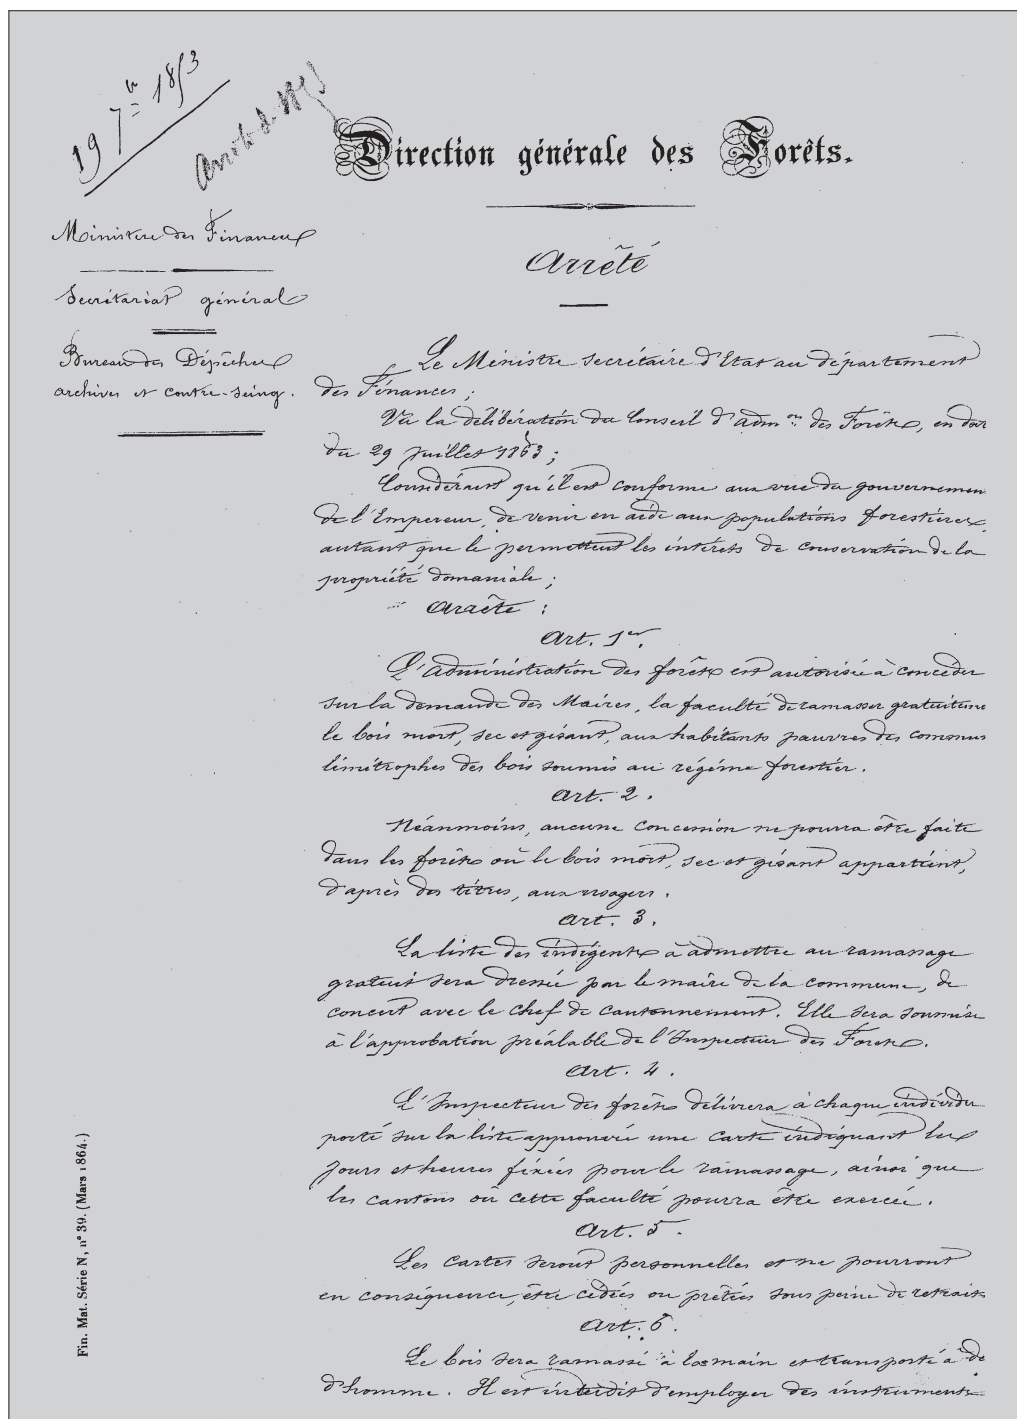 19 7bre 1853
Direction générale des Forêts.
Ministère des Finances
Secrétariat général
Bureau des Dépêches
archives et contre-seing.
Arrêté
Le Ministre secrétaire d'Etat au département
des Finances ;
Vu la délibération du Conseil d'admon des Forêts, en dat
du 29 juillet 1853 ;
Considérant qu'il est conforme aux vues du gouvernemen
de l'Empereur, de venir en aide aux populations forestières,
autant que le permettent les intérêts de conservation de la
propriété domaniale ;
Arrête :
Art. 1er.
L'administration des forêts est autorisée à concéder
sur la demande des Maires, la faculté de ramasser gratuiteme
le bois mort, sec et gisant, aux habitants pauvres des communes
limitrophes des bois soumis au régime forestier.
Art. 2.
Néanmoins, aucune concession ne pourra être faite
dans les forêts où le bois mort, sec et gisant appartient,
d'après des titres, aux usagers.
Art. 3.
La liste des indigents à admettre au ramassage
gratuit sera dressée par le maire de la commune, de
concert avec le chef de cantonnement. Elle sera soumise
à l'approbation préalable de l'Inspecteur des Forêts.
Art. 4.
L'Inspecteur des forêts délivrera à chaque individu
porté sur la liste approuvée une carte indiquant les
jours et heures fixées pour le ramassage, ainsi que
les cantons où cette faculté pourra être exercée.
Art. 5.
Les cartes seront personnelles et ne pourront
en conséquence, être cédées ou prêtées sous peine de retrait
Art. 6.
Le bois sera ramassé à la main et transporté à d
d'homme. Il est interdit d'employer des instruments
Fin. Mat. Série N, n° 39. (Mars 1864.)